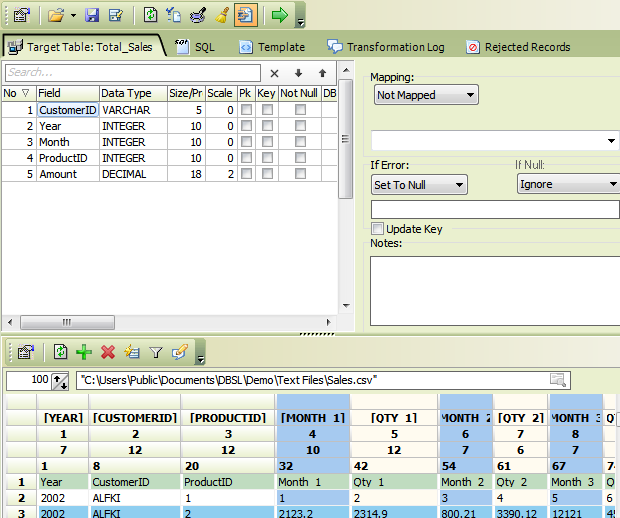 Target Table: Total_Sales SQL Template Transformation Log Rejected Records
Search...
No Field Data Type Size/Pr Scale Pk Key Not Null DB
1 CustomerID VARCHAR 5 0
2 Year INTEGER 10 0
3 Month INTEGER 10 0
4 ProductID INTEGER 10 0
5 Amount DECIMAL 18 2
Mapping:
Not Mapped
If Error: If Null:
Set To Null Ignore
Update Key
Notes:
100 "C:\Users\Public\Documents\DBSL\Demo\Text Files\Sales.csv"
[YEAR] [CUSTOMERID] [PRODUCTID] [MONTH 1] [QTY 1] MONTH 2 [QTY 2] MONTH 3
1 2 3 4 5 6 7 8
7 12 12 10 12 7 6 7
1 8 20 32 42 54 61 67 74
1 Year CustomerID ProductID Month 1 Qty 1 Month 2 Qty 2 Month 3
2 2002 ALFKI 1 1 2 3 4 5 6
3 2002 ALFKI 2 2123.2 2314.9 800.21 3390.12 12121 45